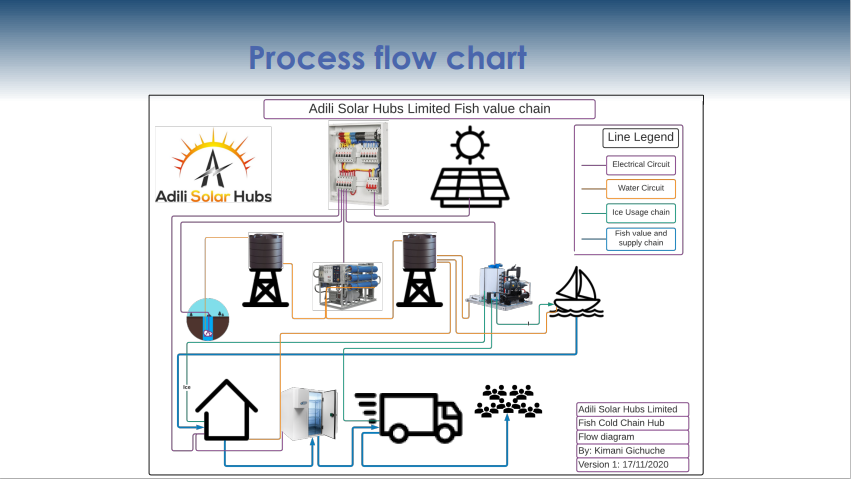 Process flow chart
Adili Solar Hubs Limited Fish value chain
Adili Solar Hubs
Line Legend
Electrical Circuit
Water Circuit
Ice Usage chain
Fish value and
supply chain
Ice
Adili Solar Hubs Limited
Fish Cold Chain Hub
Flow diagram
By: Kimani Gichuche
Version 1: 17/11/2020